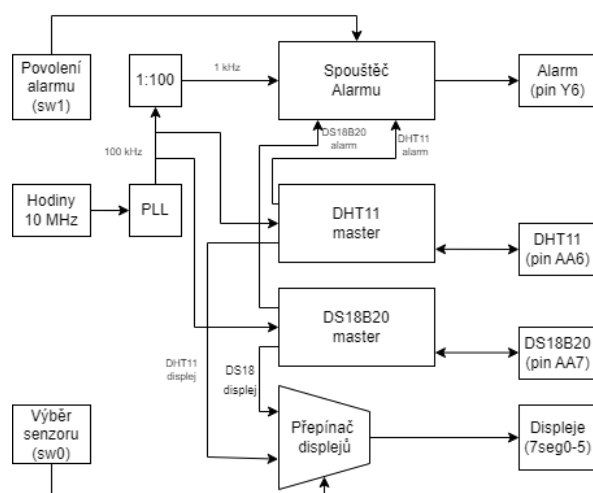 Povolení
alarmu
(sw1)
1:100
1 kHz
Spouštěč
Alarmu
Alarm
(pin Y6)
DS18B20
alarm
DHT11
alarm
100 kHz
Hodiny
10 MHz
PLL
DHT11
master
DHT11
(pin AA6)
DS18B20
master
DS18B20
(pin AA7)
DHT11
displej
DS18
displej
Výběr
senzoru
(sw0)
Přepínač
displejů
Displeje
(7seg0-5)